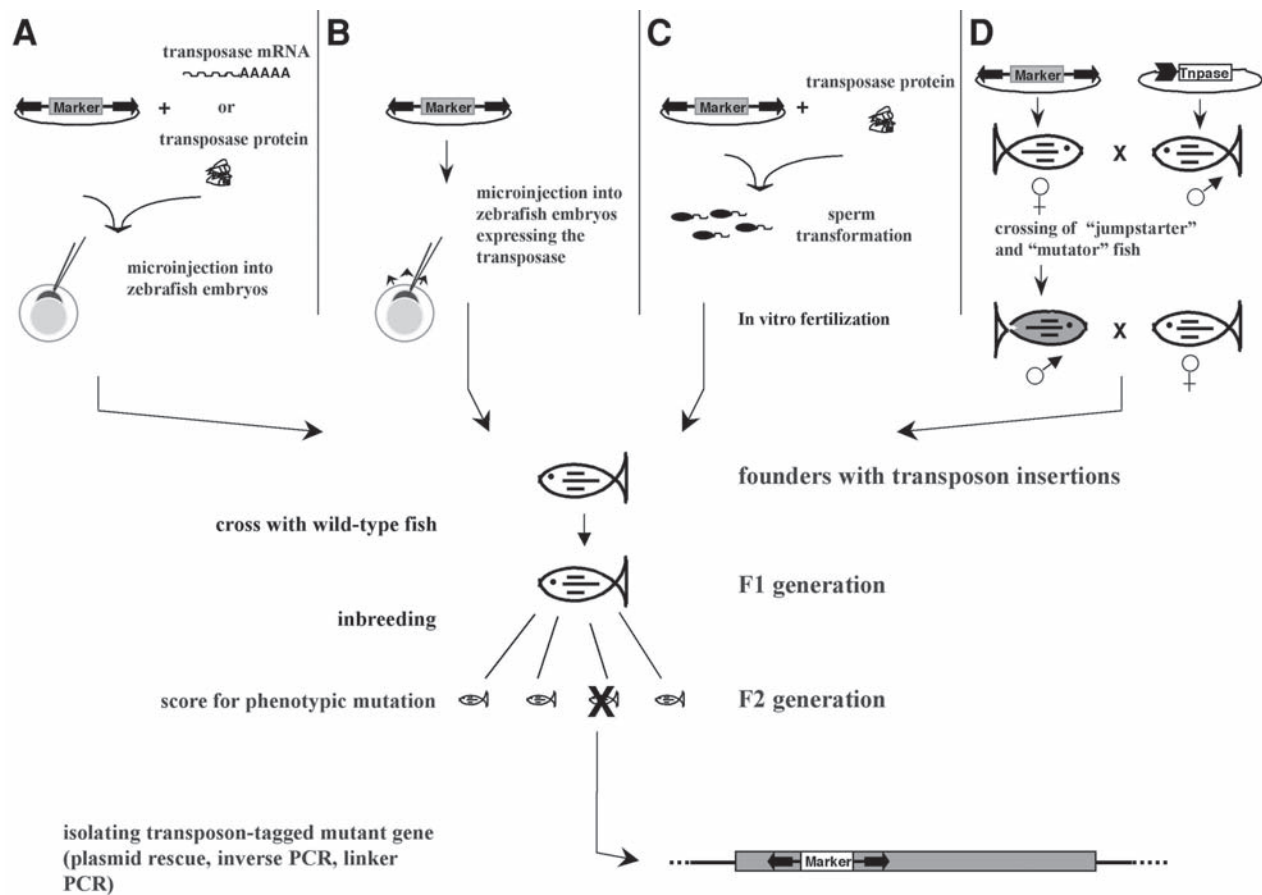 A
transposase mRNA
AAAAA
Marker
+
or
transposase protein
microinjection into
zebrafish embryos
B
Marker
microinjection into
zebrafish embryos
expressing the
transposase
C
transposase protein
Marker
+
sperm
transformation
In vitro fertilization
D
Marker
Tnpase
X
crossing of “jumpstarter”
and “mutator” fish
X
founders with transposon insertions
cross with wild-type fish
F1 generation
inbreeding
score for phenotypic mutation
X
F2 generation
isolating transposon-tagged mutant gene
(plasmid rescue, inverse PCR, linker
PCR)
Marker